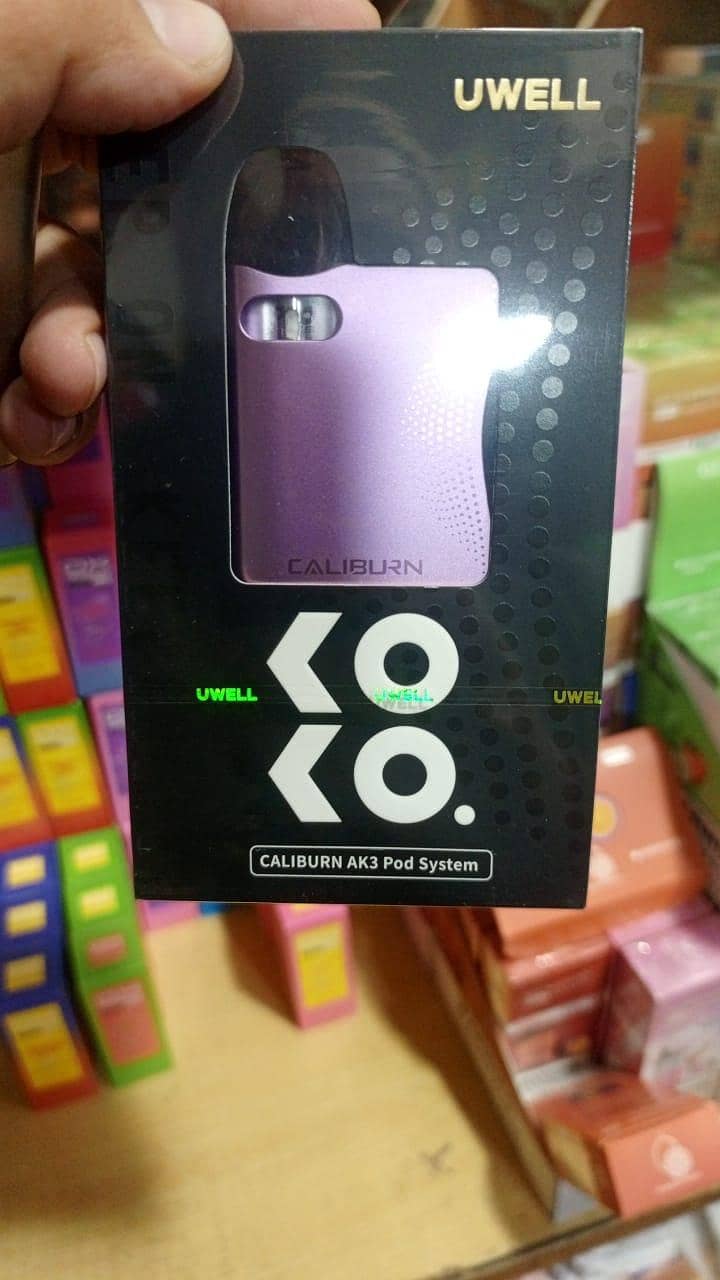 UWELL
CALIBURN
KO
KO.
UWELL UWELL UWEL
CALIBURN AK3 Pod System